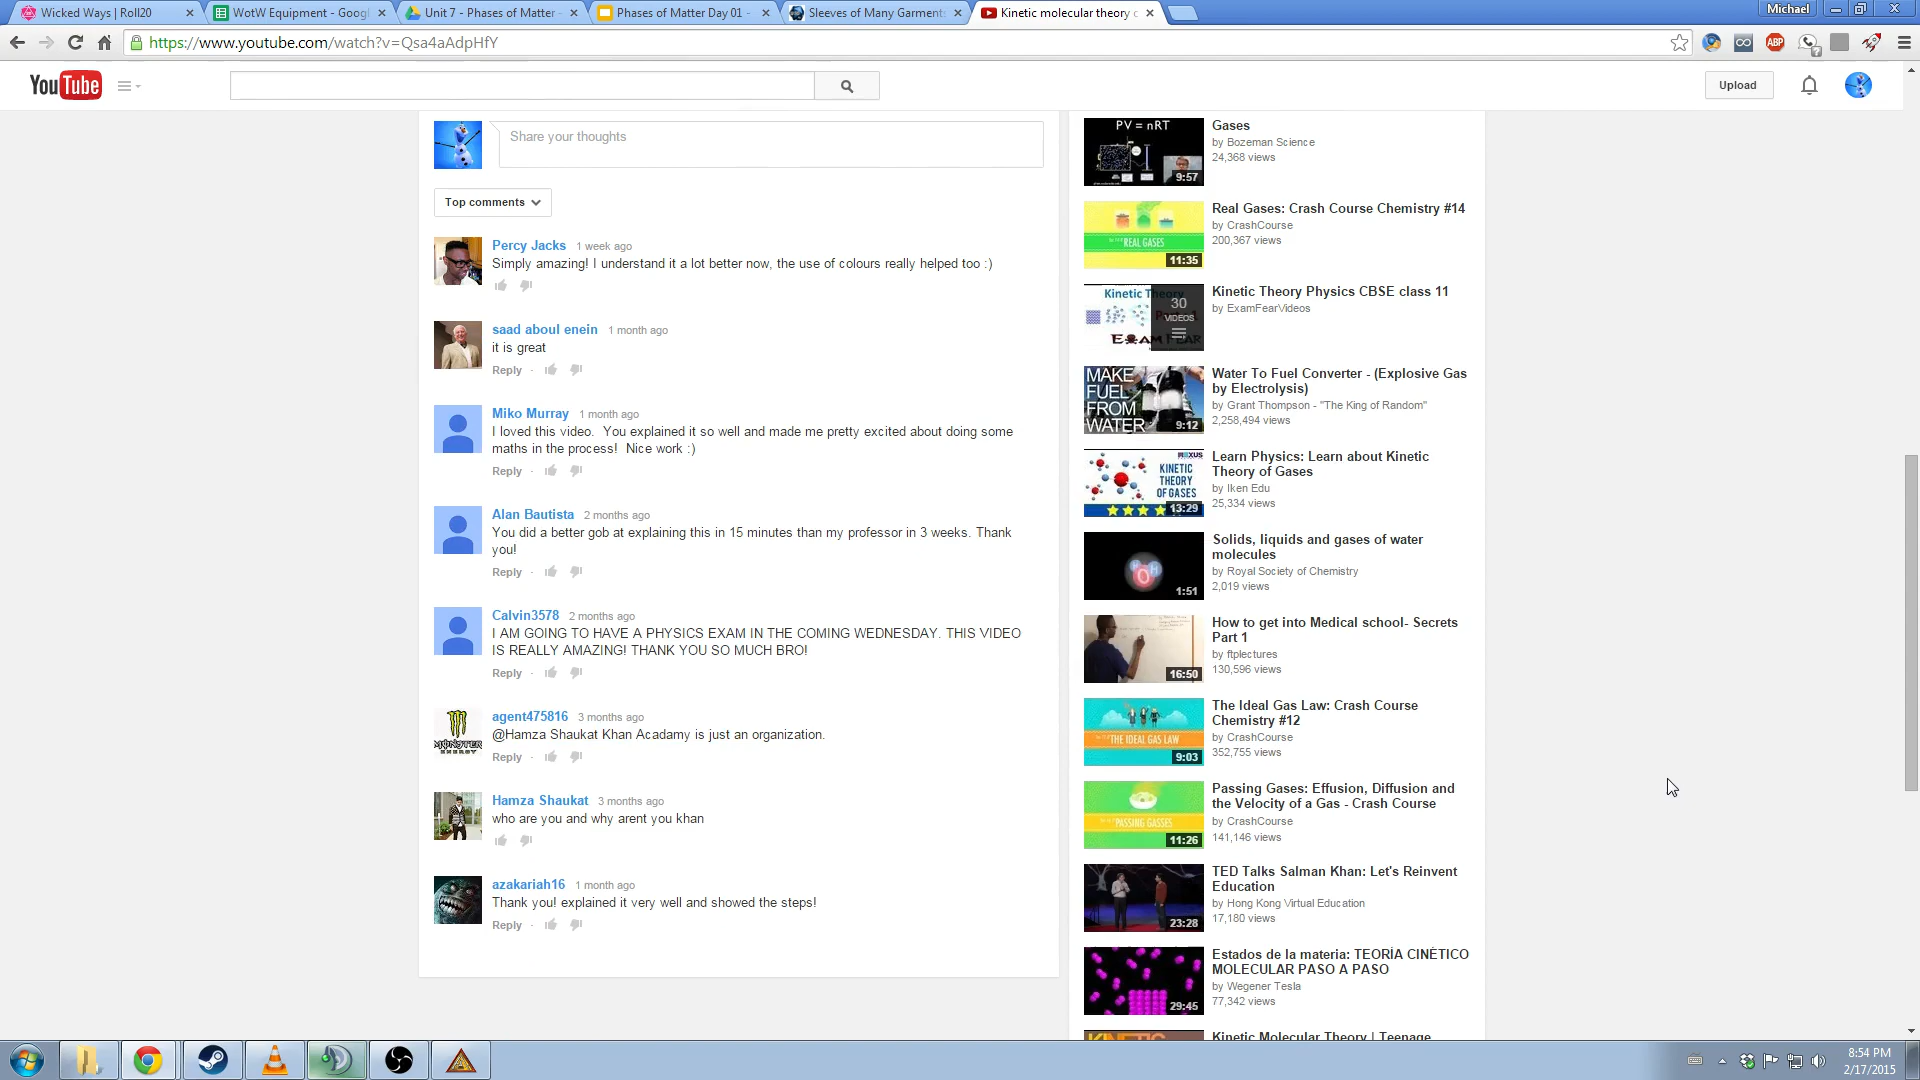 Wicked Ways | Roll20
WotW Equipment - Googl
Unit 7 - Phases of Matter -
Phases of Matter Day 01 -
Sleeves of Many Garments
Kinetic molecular theory o
Michael
https://www.youtube.com/watch?v=Qsa4aAdpHfY
ABP
YouTube
Upload
Share your thoughts
Top comments
Percy Jacks 1 week ago
Simply amazing! I understand it a lot better now, the use of colours really helped too :)
saad aboul enein 1 month ago
it is great
Reply
Miko Murray 1 month ago
I loved this video. You explained it so well and made me pretty excited about doing some
maths in the process! Nice work :)
Reply
Alan Bautista 2 months ago
You did a better gob at explaining this in 15 minutes than my professor in 3 weeks. Thank
you!
Reply
Calvin3578 2 months ago
I AM GOING TO HAVE A PHYSICS EXAM IN THE COMING WEDNESDAY. THIS VIDEO
IS REALLY AMAZING! THANK YOU SO MUCH BRO!
Reply
MONSTER
ENERGY
agent475816 3 months ago
@Hamza Shaukat Khan Acadamy is just an organization.
Reply
Hamza Shaukat 3 months ago
who are you and why arent you khan
azakariah16 1 month ago
Thank you! explained it very well and showed the steps!
Reply
PV = nRT
9:57
Gases
by Bozeman Science
24,368 views
REAL GASES
11:35
Real Gases: Crash Course Chemistry #14
by CrashCourse
200,367 views
Kinetic Theory
30
VIDEOS
EXAM FEAR
Kinetic Theory Physics CBSE class 11
by ExamFearVideos
MAKE
FUEL
FROM
WATER
9:12
Water To Fuel Converter - (Explosive Gas
by Electrolysis)
by Grant Thompson - "The King of Random"
2,258,494 views
KINETIC
THEORY
OF GASES
13:29
Learn Physics: Learn about Kinetic
Theory of Gases
by Iken Edu
25,334 views
H O H
1:51
Solids, liquids and gases of water
molecules
by Royal Society of Chemistry
2,019 views
16:50
How to get into Medical school- Secrets
Part 1
by ftplectures
130,596 views
THE IDEAL GAS LAW
9:03
The Ideal Gas Law: Crash Course
Chemistry #12
by CrashCourse
352,755 views
PASSING GASSES
11:26
Passing Gases: Effusion, Diffusion and
the Velocity of a Gas - Crash Course
by CrashCourse
141,146 views
23:28
TED Talks Salman Khan: Let's Reinvent
Education
by Hong Kong Virtual Education
17,180 views
29:45
Estados de la materia: TEORÍA CINÉTICO
MOLECULAR PASO A PASO
by Wegener Tesla
77,342 views
KINETIC
Kinetic Molecular Theory | Teenage
8:54 PM
2/17/2015